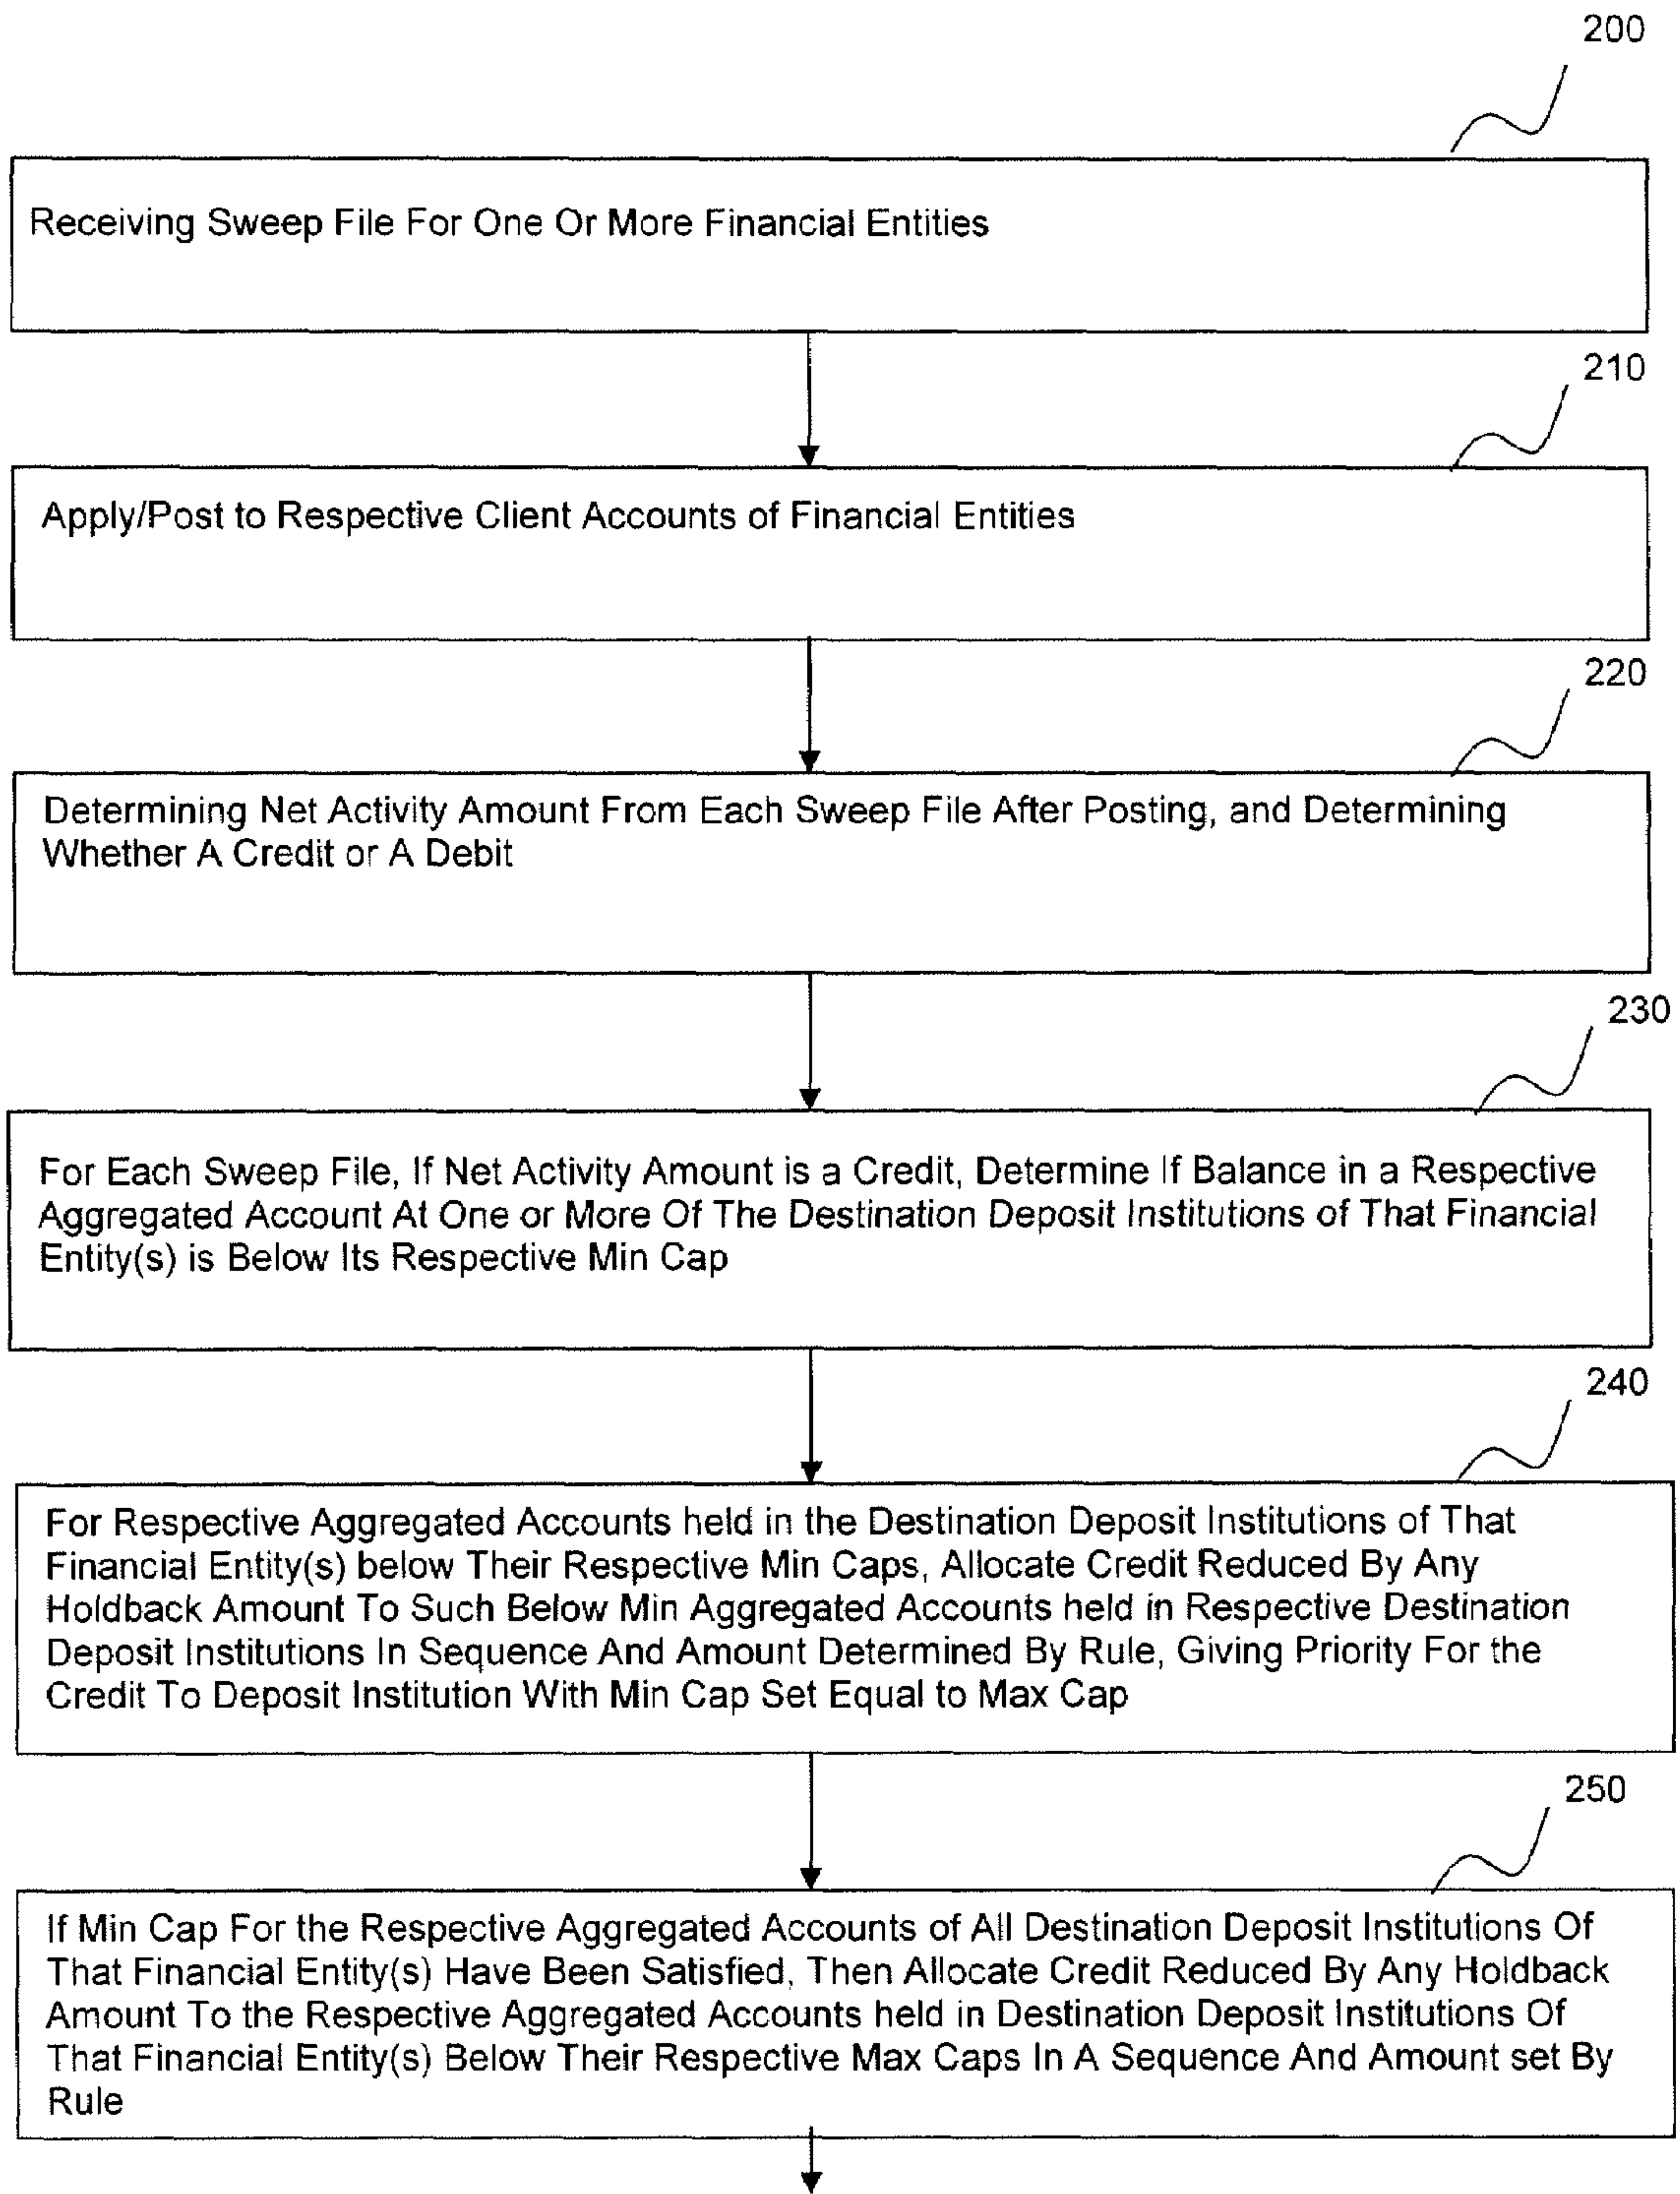 200
Receiving Sweep File For One Or More Financial Entities
210
Apply/Post to Respective Client Accounts of Financial Entities
220
Determining Net Activity Amount From Each Sweep File After Posting, and Determining
Whether A Credit or A Debit
230
For Each Sweep File, If Net Activity Amount is a Credit, Determine If Balance in a Respective
Aggregated Account At One or More Of The Destination Deposit Institutions of That Financial
Entity(s) is Below Its Respective Min Cap
240
For Respective Aggregated Accounts held in the Destination Deposit Institutions of That
Financial Entity(s) below Their Respective Min Caps, Allocate Credit Reduced By Any
Holdback Amount To Such Below Min Aggregated Accounts held in Respective Destination
Deposit Institutions In Sequence And Amount Determined By Rule, Giving Priority For the
Credit To Deposit Institution With Min Cap Set Equal to Max Cap
250
If Min Cap For the Respective Aggregated Accounts of All Destination Deposit Institutions Of
That Financial Entity(s) Have Been Satisfied, Then Allocate Credit Reduced By Any Holdback
Amount To the Respective Aggregated Accounts held in Destination Deposit Institutions Of
That Financial Entity(s) Below Their Respective Max Caps In A Sequence And Amount set By
Rule